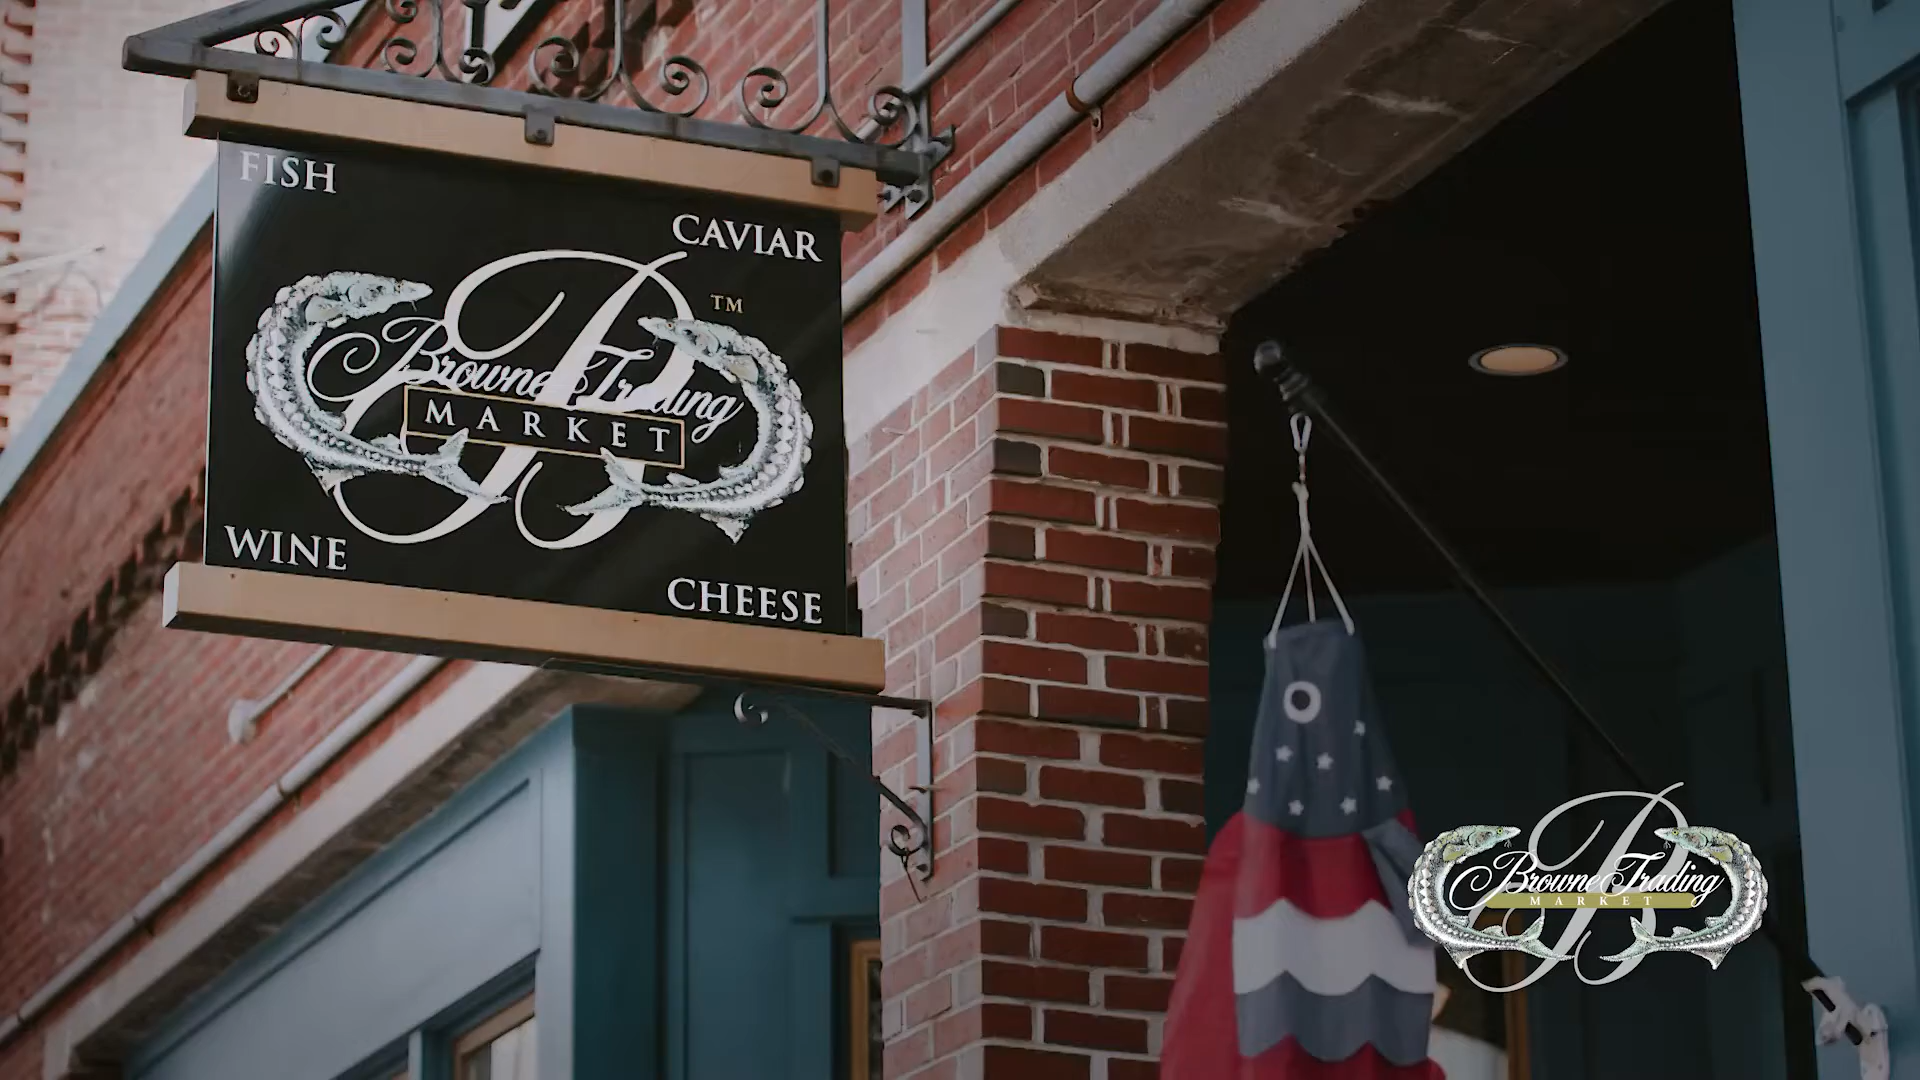 FISH
CAVIAR
B
TM
Browne Trading
MARKET
WINE
CHEESE
B
Browne Trading
MARKET